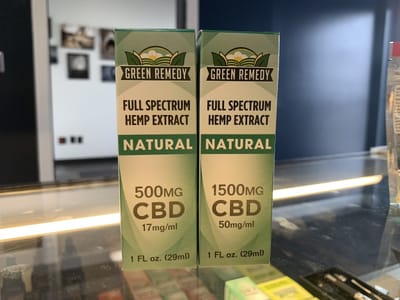 GREEN REMEDY
FULL SPECTRUM
HEMP EXTRACT
NATURAL
500MG
CBD
17mg/ml
1 FL oz. (29ml)
GREEN REMEDY
FULL SPECTRUM
HEMP EXTRACT
NATURAL
1500MG
CBD
50mg/ml
1 FL oz. (29ml)